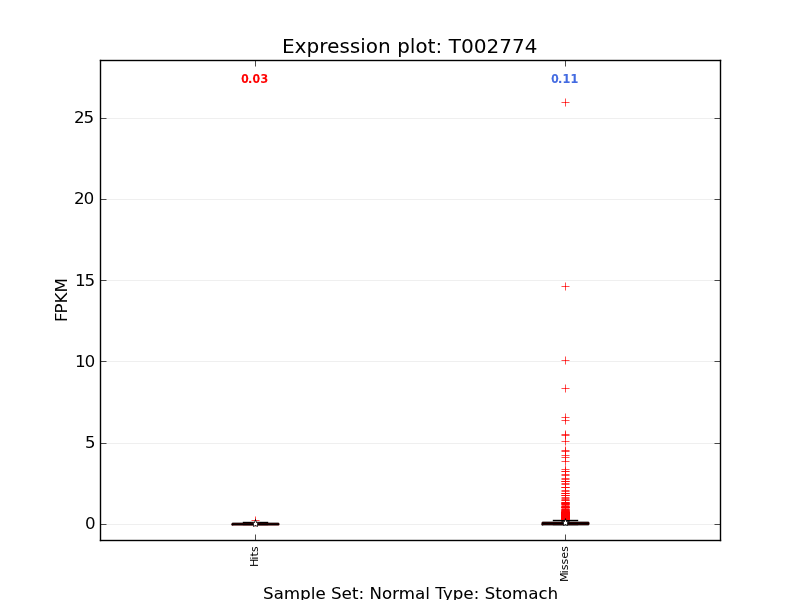 Expression plot: T002774
0.03
0.11
25
20
15
10
5
0
FPKM
Hits
Misses
Sample Set: Normal Type: Stomach